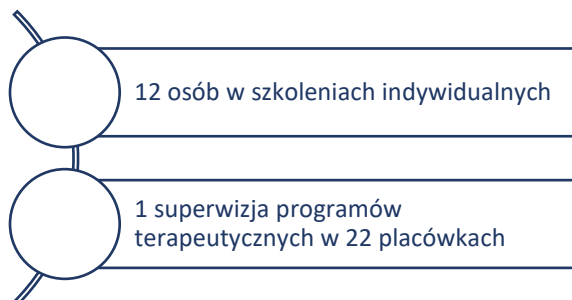 12 osób w szkoleniach indywidualnych
1 superwizja programów
terapeutycznych w 22 placówkach